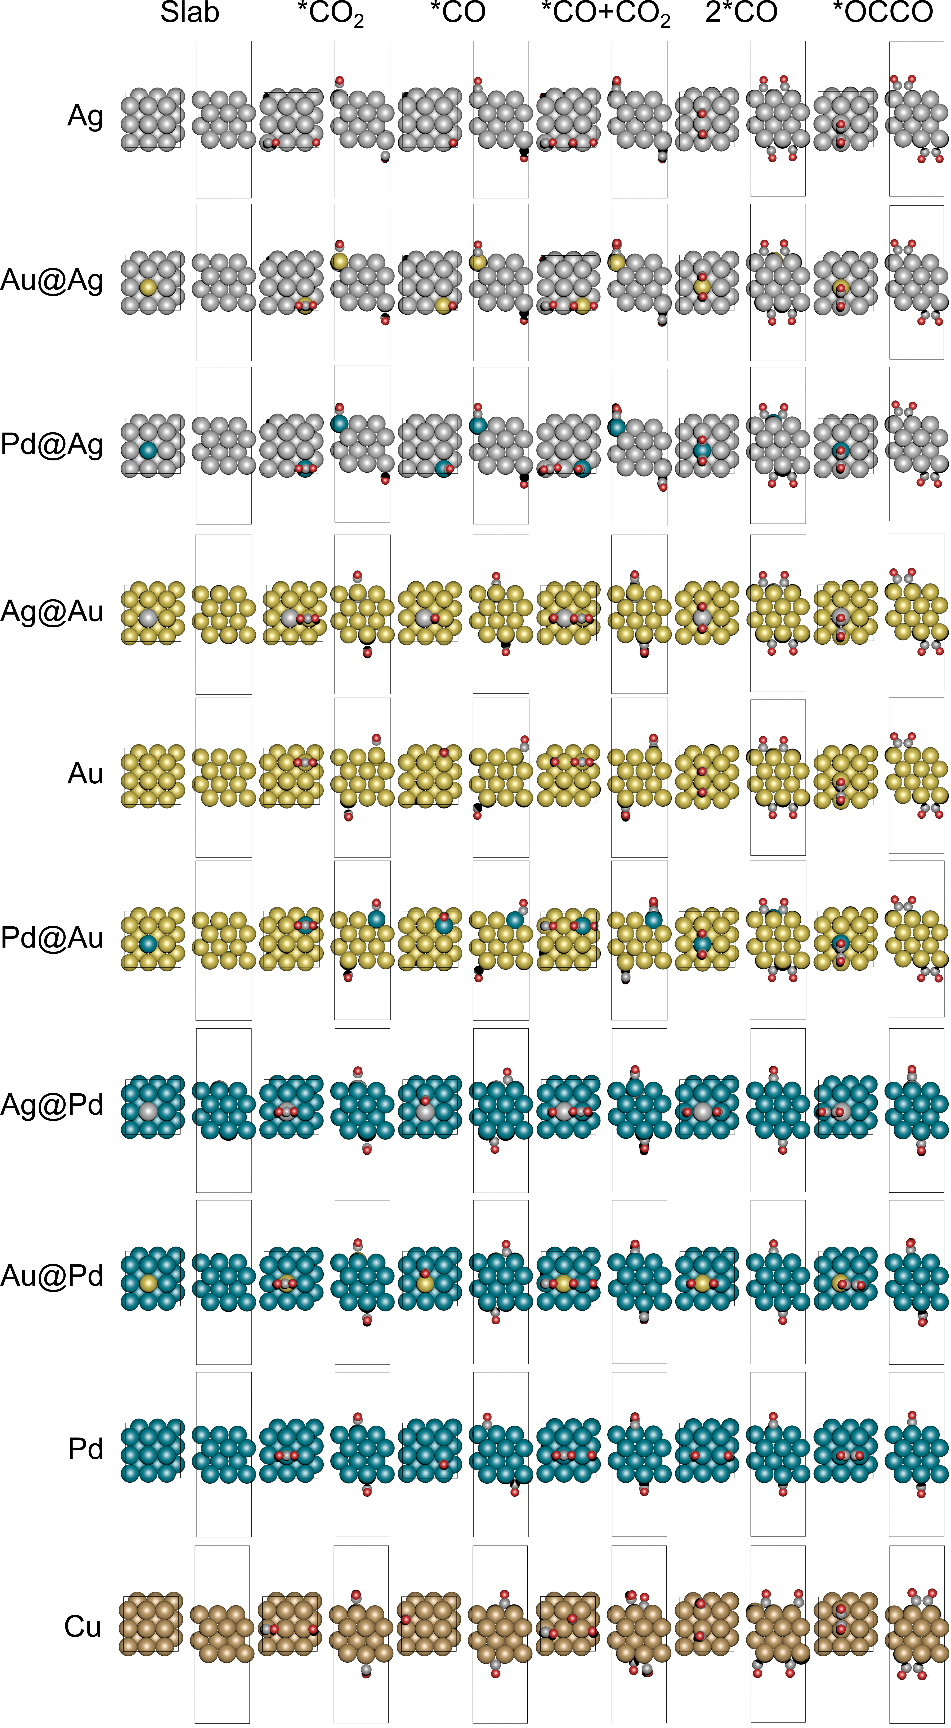 Slab *CO₂ *CO *CO+CO₂ 2*CO *OCCO
Ag
Au@Ag
Pd@Ag
Ag@Au
Au
Pd@Au
Ag@Pd
Au@Pd
Pd
Cu